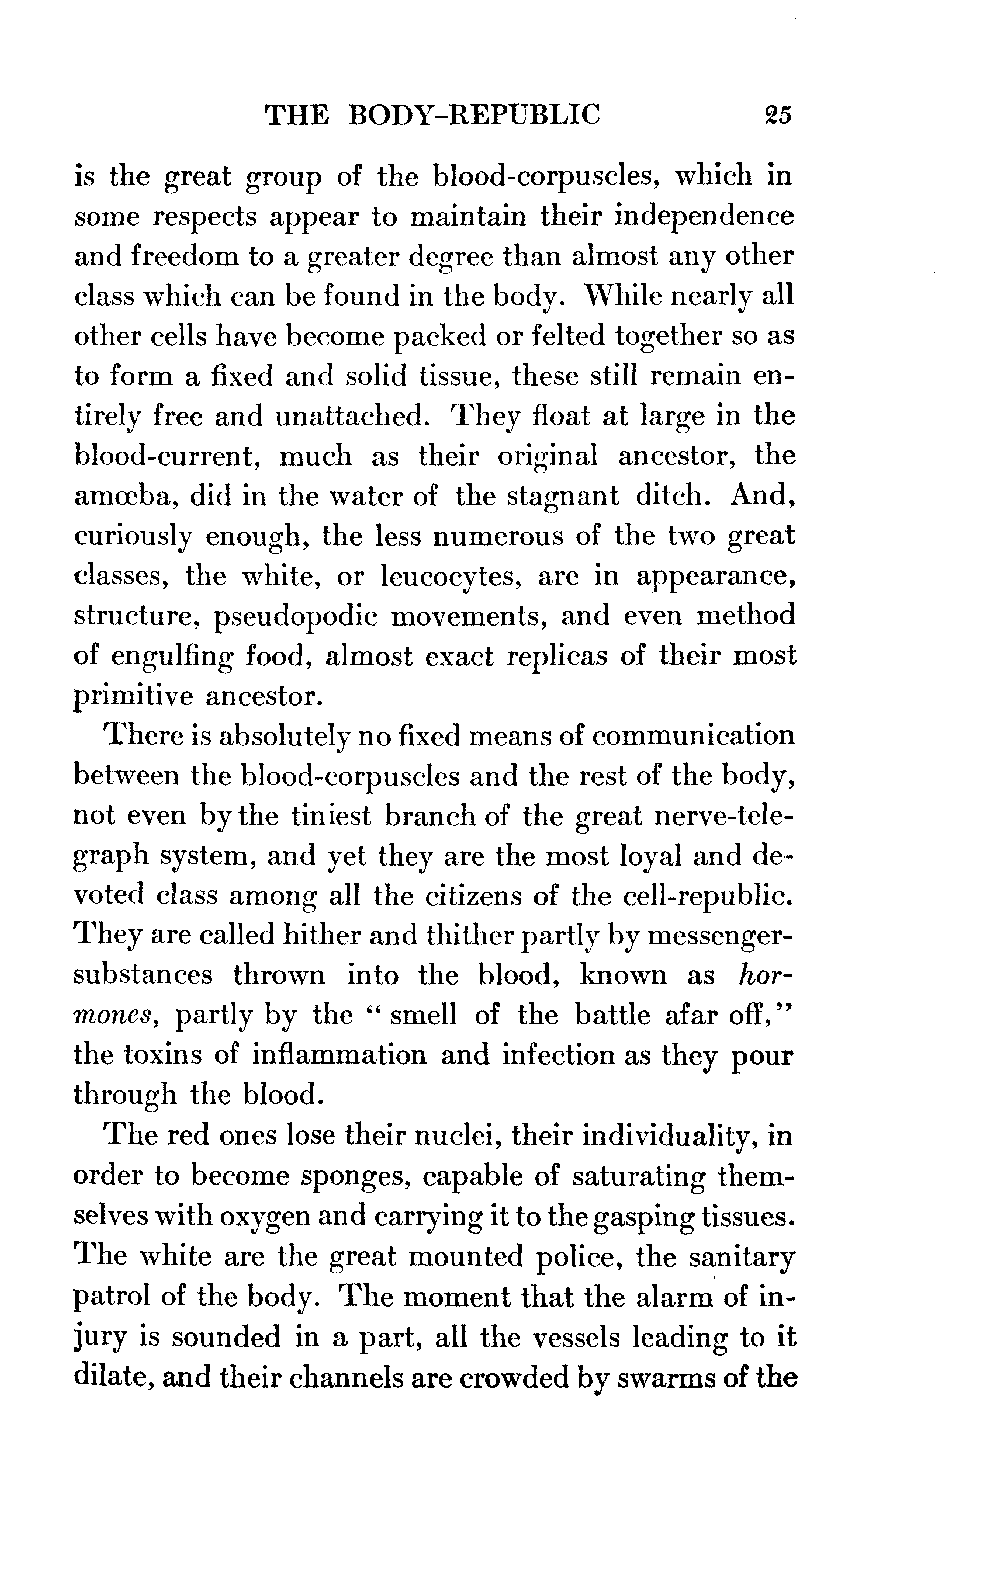 THE BODY-REPUBLIC 25
is the great group of the blood-corpuscles, which in
some respects appear to maintain their independence
and freedom to a greater degree than almost any other
class which can be found in the body. While nearly all
other cells have become packed or felted together so as
to form a fixed and solid tissue, these still remain en-
tirely free and unattached. They float at large in the
blood-current, much as their original ancestor, the
amœba, did in the water of the stagnant ditch. And,
curiously enough, the less numerous of the two great
classes, the white, or leucocytes, are in appearance,
structure, pseudopodic movements, and even method
of engulfing food, almost exact replicas of their most
primitive ancestor.
There is absolutely no fixed means of communication
between the blood-corpuscles and the rest of the body,
not even by the tiniest branch of the great nerve-tele-
graph system, and yet they are the most loyal and de-
voted class among all the citizens of the cell-republic.
They are called hither and thither partly by messenger-
substances thrown into the blood, known as hor-
mones, partly by the “ smell of the battle afar off,”
the toxins of inflammation and infection as they pour
through the blood.
The red ones lose their nuclei, their individuality, in
order to become sponges, capable of saturating them-
selves with oxygen and carrying it to the gasping tissues.
The white are the great mounted police, the sanitary
patrol of the body. The moment that the alarm of in-
jury is sounded in a part, all the vessels leading to it
dilate, and their channels are crowded by swarms of the